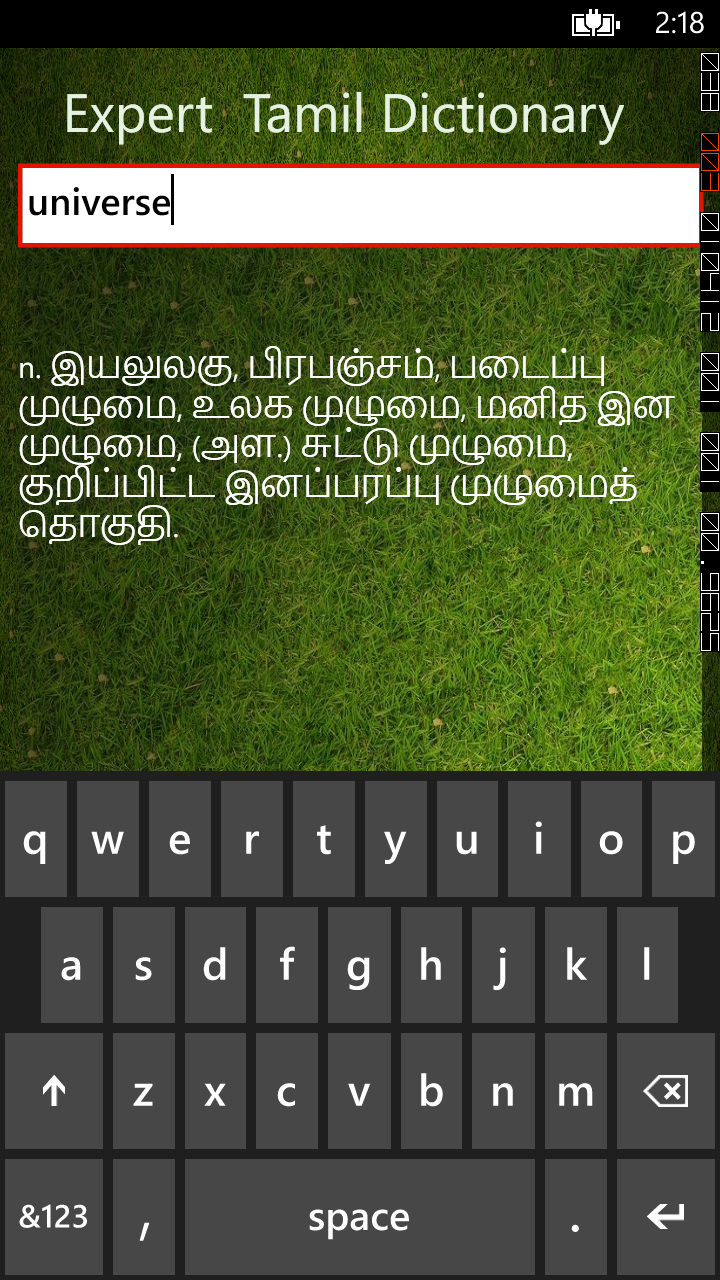 2:18
Expert Tamil Dictionary
universe
n. இயலுலகு, பிரபஞ்சம், படைப்பு
முழுமை, உலக முழுமை, மனித இன
முழுமை, (அள.) சுட்டு முழுமை,
குறிப்பிட்ட இனப்பரப்பு முழுமைத்
தொகுதி.
q w e r t y u i o p
a s d f g h j k l
z x c v b n m
&123 , space .